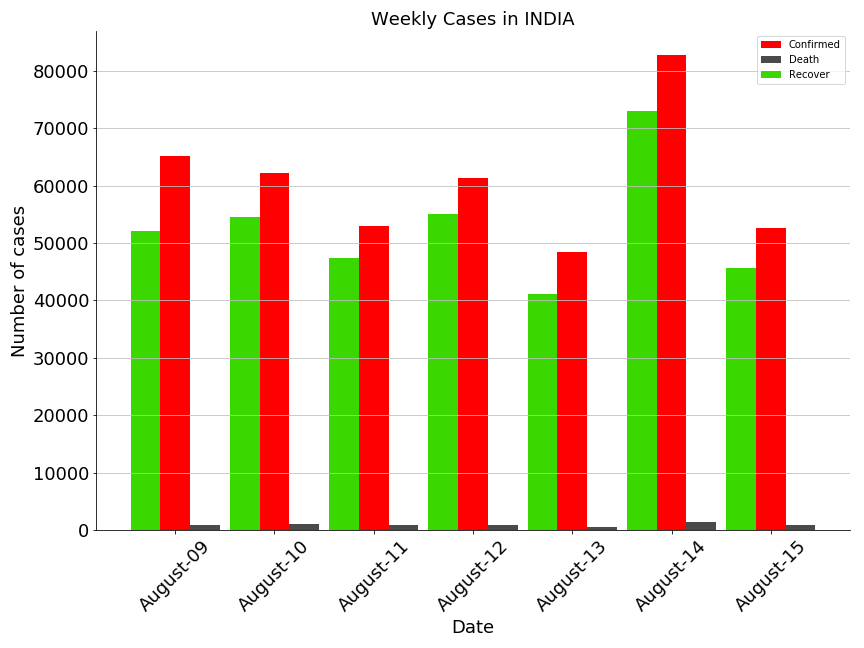 Weekly Cases in INDIA
Confirmed
Death
Recover
Number of cases
80000
70000
60000
50000
40000
30000
20000
10000
0
August-09
August-10
August-11
August-12
August-13
August-14
August-15
Date